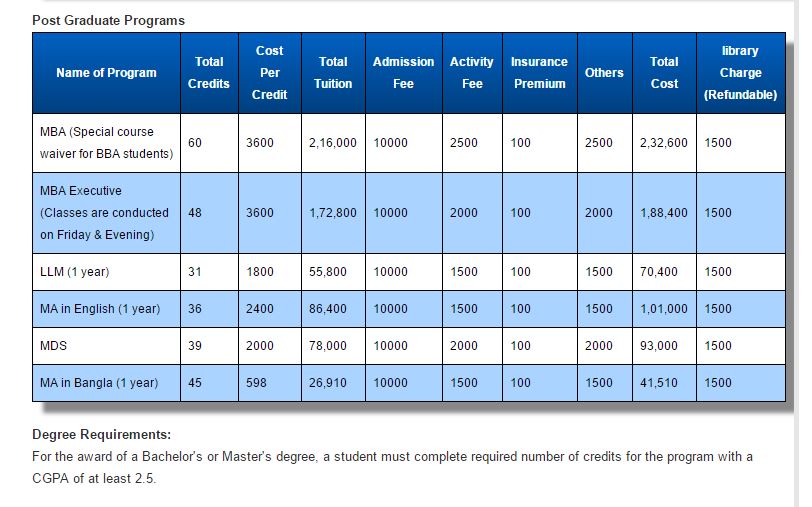 Post Graduate Programs
Name of Program Total Credits Cost Per Credit Total Tuition Admission Fee Activity Fee Insurance Premium Others Total Cost library Charge (Refundable)
MBA (Special course waiver for BBA students) 60 3600 2,16,000 10000 2500 100 2500 2,32,600 1500
MBA Executive (Classes are conducted on Friday & Evening) 48 3600 1,72,800 10000 2000 100 2000 1,88,400 1500
LLM (1 year) 31 1800 55,800 10000 1500 100 1500 70,400 1500
MA in English (1 year) 36 2400 86,400 10000 1500 100 1500 1,01,000 1500
MDS 39 2000 78,000 10000 2000 100 2000 93,000 1500
MA in Bangla (1 year) 45 598 26,910 10000 1500 100 1500 41,510 1500
Degree Requirements:
For the award of a Bachelor's or Master's degree, a student must complete required number of credits for the program with a
CGPA of at least 2.5.